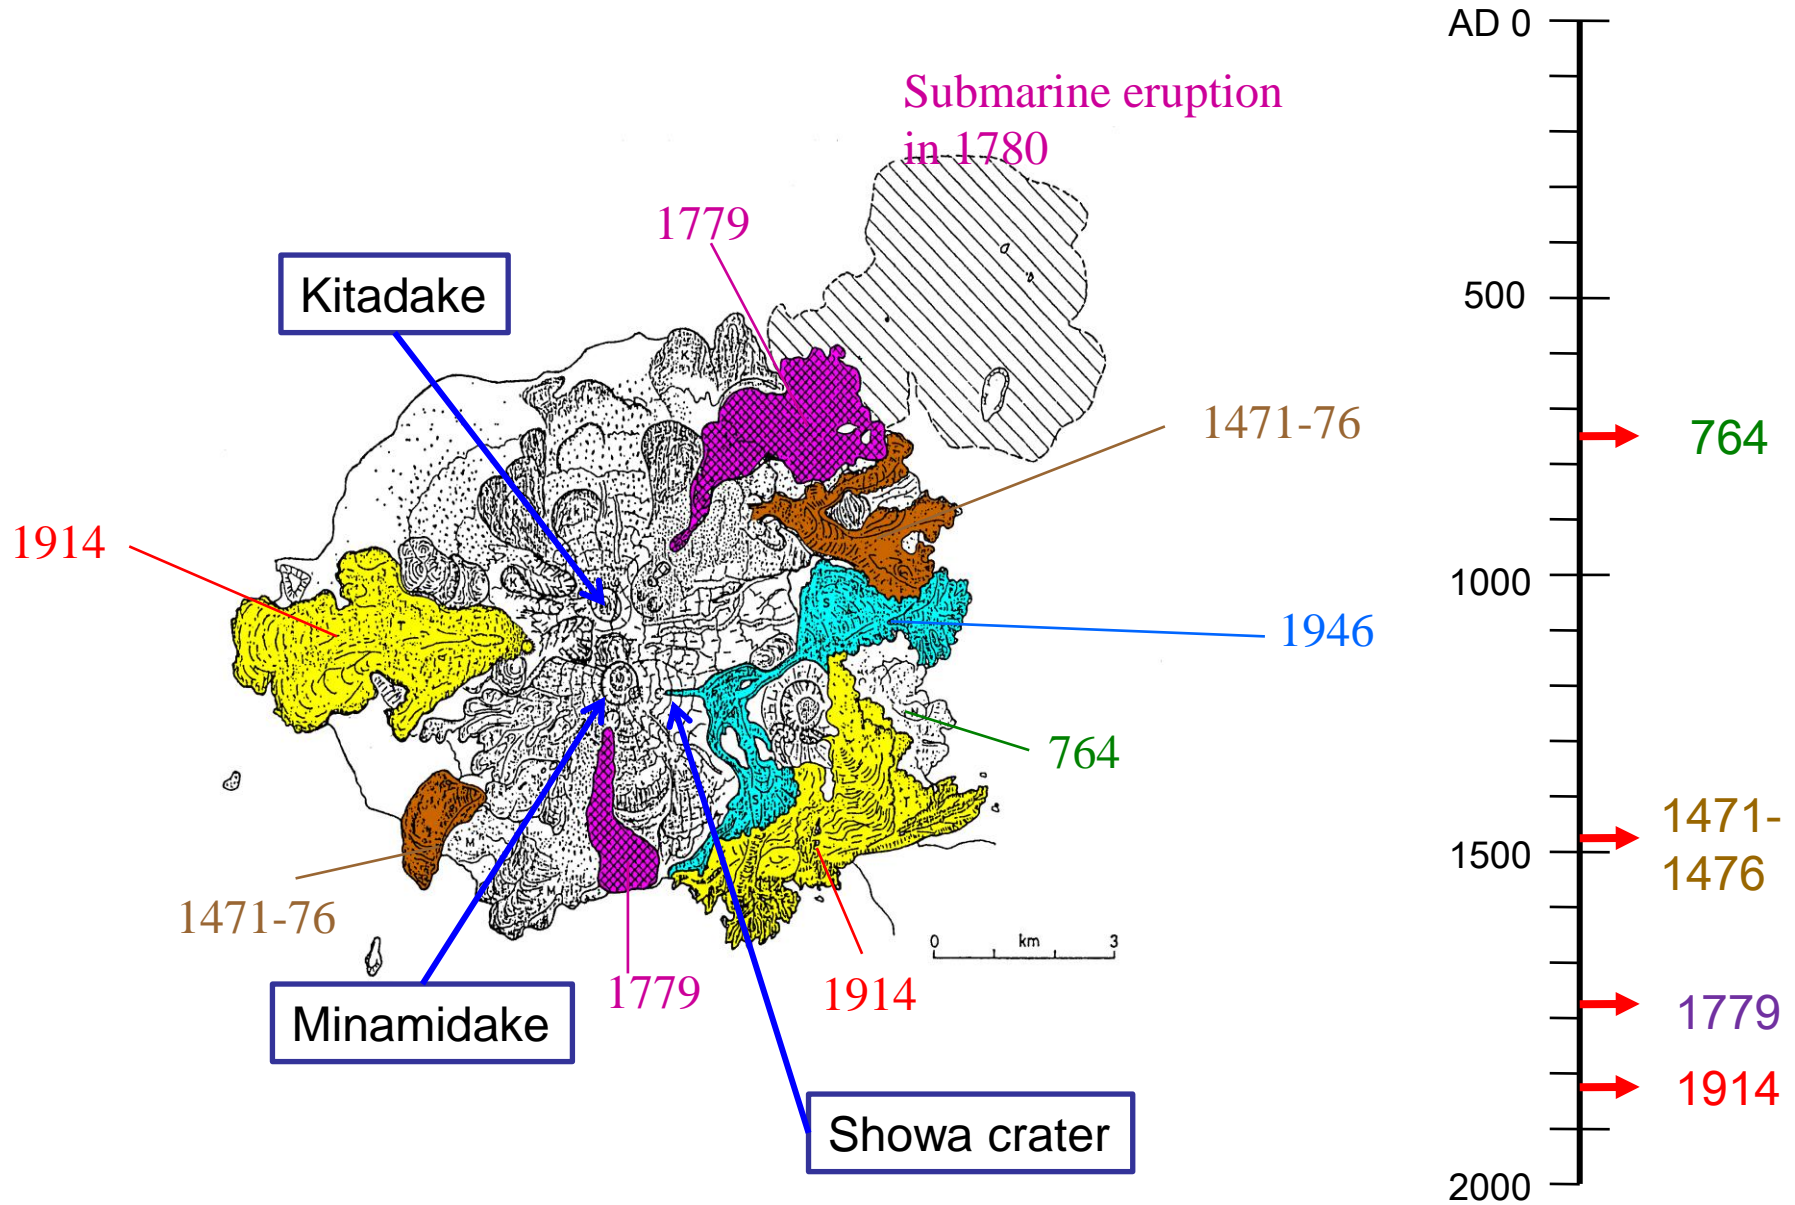 AD 0
Submarine eruption
in 1780
1779
Kitadake
500
1471-76
764
1914
1000
1946
764
1471-
1476
1500
1471-76
0 km 3
1779
1914
Minamidake
1779
1914
Showa crater
2000
K
K
K
K
K
K
T
S
M
N
S
T
M
M